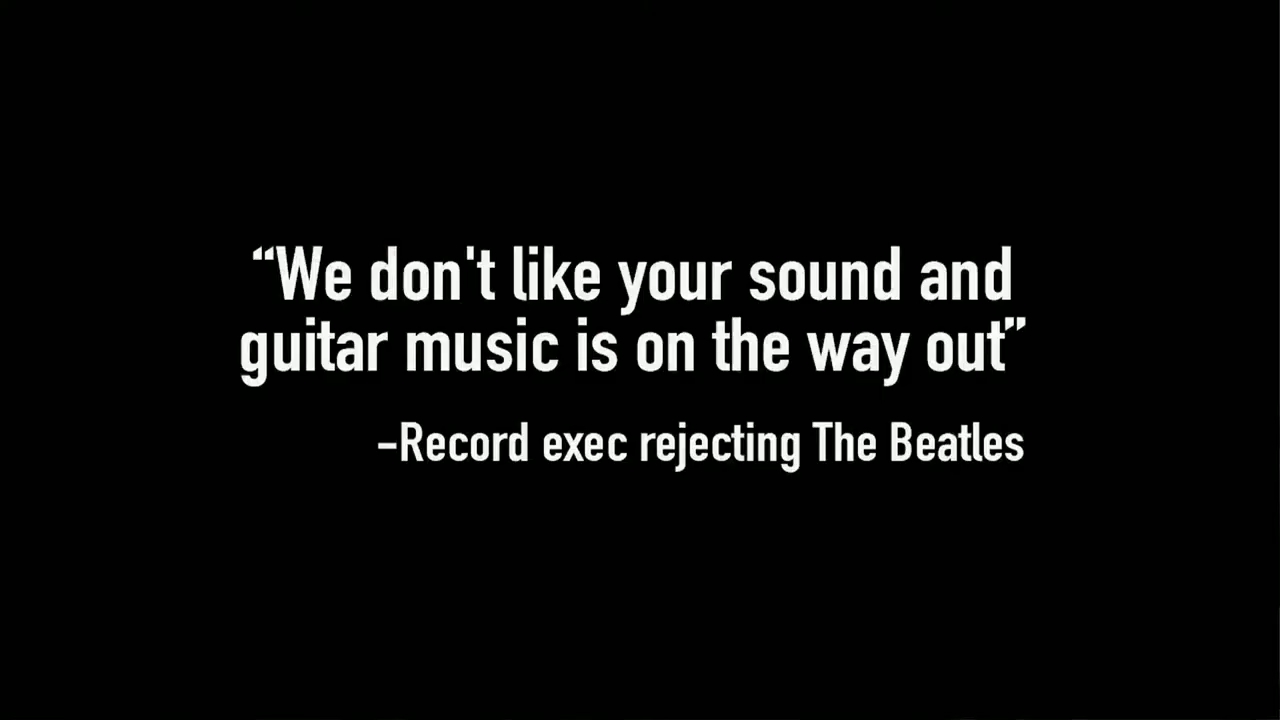 “We don't like your sound and
guitar music is on the way out”
–Record exec rejecting The Beatles